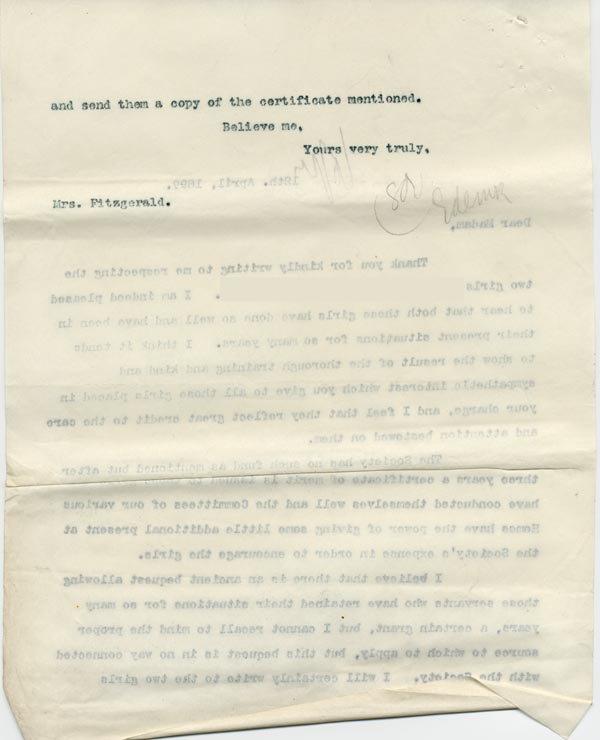 and send them a copy of the certificate mentioned.
Believe me,
Yours very truly,
Mrs. Fitzgerald.
18th. April,
Dear Madam,
Thank you for kindly writing to me respecting the
two girls . I am indeed pleased
to hear that both these girls have done so well and have been in
their present situations for so many years. I think it tends
to show the result of the thorough training and kind and
sympathetic interest which you give to all those girls placed in
your charge, and I feel that they reflect great credit to the care
and attention bestowed on them.
The Society has no such fund as mentioned but after
three years a certificate of merit is issued to
have conducted themselves well and the Committees of our various
Homes have the power of giving some little additional present at
the Society's expence in order to encourage the girls.
I believe that there is an ancient bequest allowing
those servants who have retained their situations for so many
years, a certain grant, but I cannot recall to mind the proper
source to which to apply, but this bequest is in no way connected
with the Society. I will certainly write to the two girls